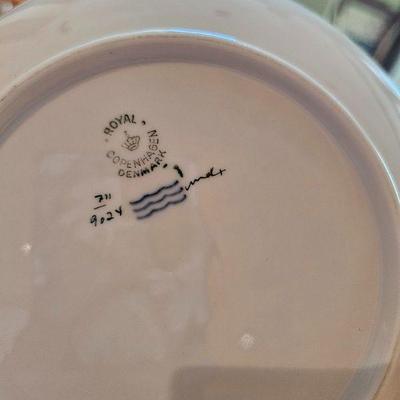 ROYAL
COPENHAGEN
DENMARK
711
9024